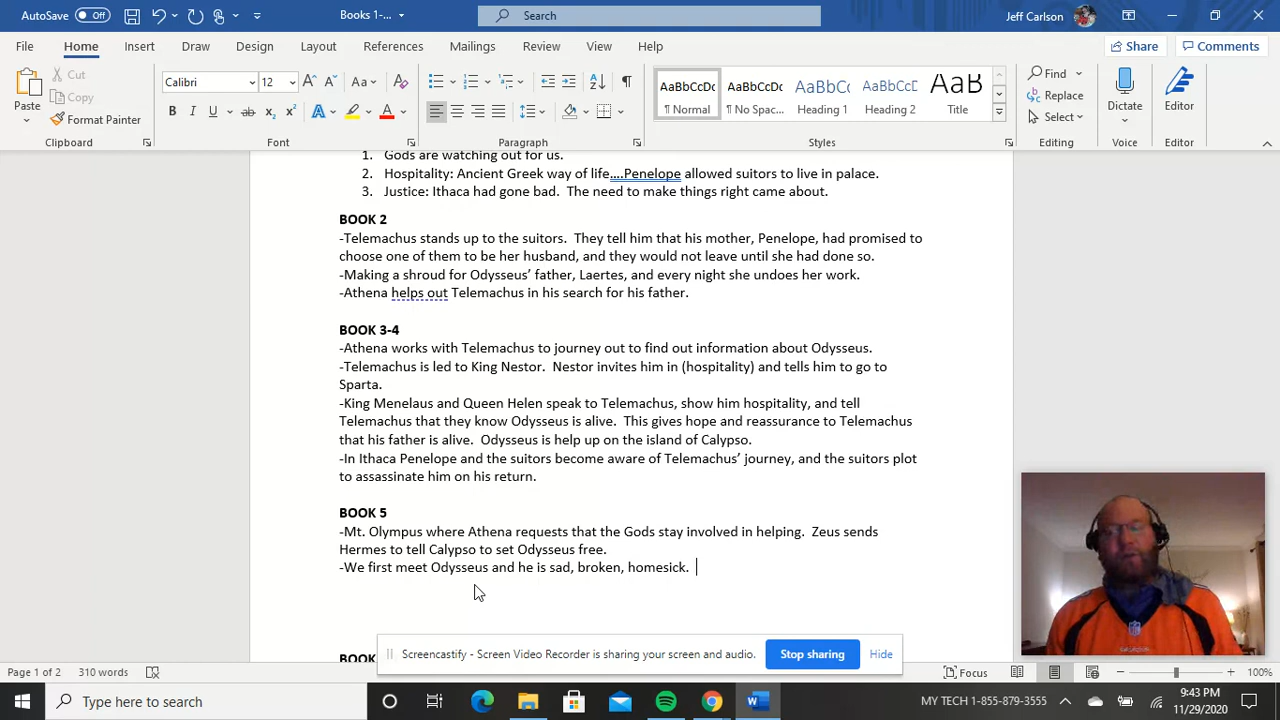 AutoSave Off Books 1-... Search Jeff Carlson
File Home Insert Draw Design Layout References Mailings Review View Help Share Comments
Paste Cut Copy Format Painter Clipboard
Calibri 12 Font
Paragraph
AaBbCcDc AaBbCcDc AaBbCc AaBbCcE AaB
¶ Normal ¶ No Spac... Heading 1 Heading 2 Title
Styles
Find Replace Select Editing
Dictate Voice
Editor Editor
1. Gods are watching out for us.
2. Hospitality: Ancient Greek way of life....Penelope allowed suitors to live in palace.
3. Justice: Ithaca had gone bad. The need to make things right came about.
BOOK 2
-Telemachus stands up to the suitors. They tell him that his mother, Penelope, had promised to
choose one of them to be her husband, and they would not leave until she had done so.
-Making a shroud for Odysseus’ father, Laertes, and every night she undoes her work.
-Athena helps out Telemachus in his search for his father.
BOOK 3-4
-Athena works with Telemachus to journey out to find out information about Odysseus.
-Telemachus is led to King Nestor. Nestor invites him in (hospitality) and tells him to go to
Sparta.
-King Menelaus and Queen Helen speak to Telemachus, show him hospitality, and tell
Telemachus that they know Odysseus is alive. This gives hope and reassurance to Telemachus
that his father is alive. Odysseus is help up on the island of Calypso.
-In Ithaca Penelope and the suitors become aware of Telemachus’ journey, and the suitors plot
to assassinate him on his return.
BOOK 5
-Mt. Olympus where Athena requests that the Gods stay involved in helping. Zeus sends
Hermes to tell Calypso to set Odysseus free.
-We first meet Odysseus and he is sad, broken, homesick.
Screencastify - Screen Video Recorder is sharing your screen and audio. Stop sharing Hide
Page 1 of 2 310 words Focus 100%
Type here to search MY TECH 1-855-879-3555 9:43 PM
11/29/2020